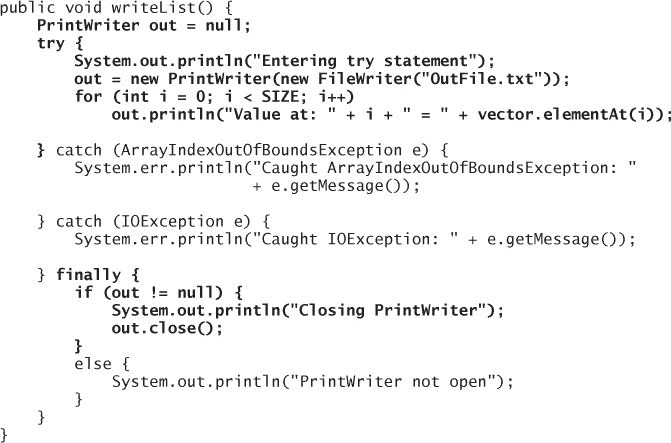 public void writeList() {
    PrintWriter out = null;
    try {
        System.out.println("Entering try statement");
        out = new PrintWriter(new FileWriter("OutFile.txt"));
        for (int i = 0; i < SIZE; i++)
            out.println("Value at: " + i + " = " + vector.elementAt(i));
    } catch (ArrayIndexOutOfBoundsException e) {
        System.err.println("Caught ArrayIndexOutOfBoundsException: "
                           + e.getMessage());
    } catch (IOException e) {
        System.err.println("Caught IOException: " + e.getMessage());
    } finally {
        if (out != null) {
            System.out.println("Closing PrintWriter");
            out.close();
        }
        else {
            System.out.println("PrintWriter not open");
        }
    }
}